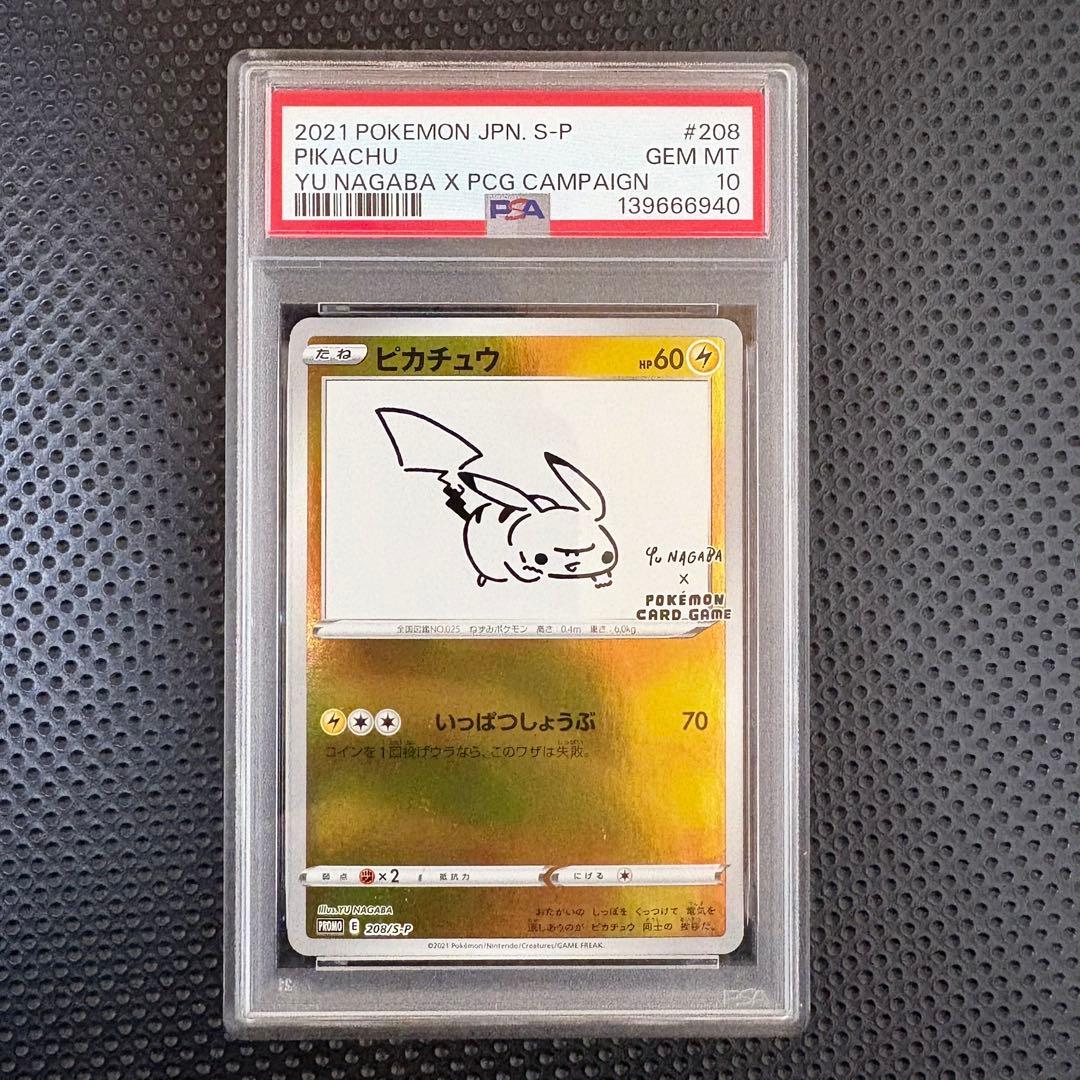 2021 POKEMON JPN. S-P #208
PIKACHU GEM MT
YU NAGABA X PCG CAMPAIGN 10
PSA 139666940
たね ピカチュウ HP60
Yu NAGABA
×
POKÉMON
CARD GAME
全国図鑑NO.025 ねずみポケモン 高さ:0.4m 重さ:6.0kg
いっぱつしょうぶ 70
コインを1回投げウラなら、このワザは失敗。
弱点 ×2 抵抗力 にげる
Illus.YU NAGABA
おたがいの しっぽを くっつけて 電気を
流しあうのが ピカチュウ 同士の 挨拶だ。
PROMO E 208/S-P
©2021 Pokémon/Nintendo/Creatures/GAME FREAK.
PSA